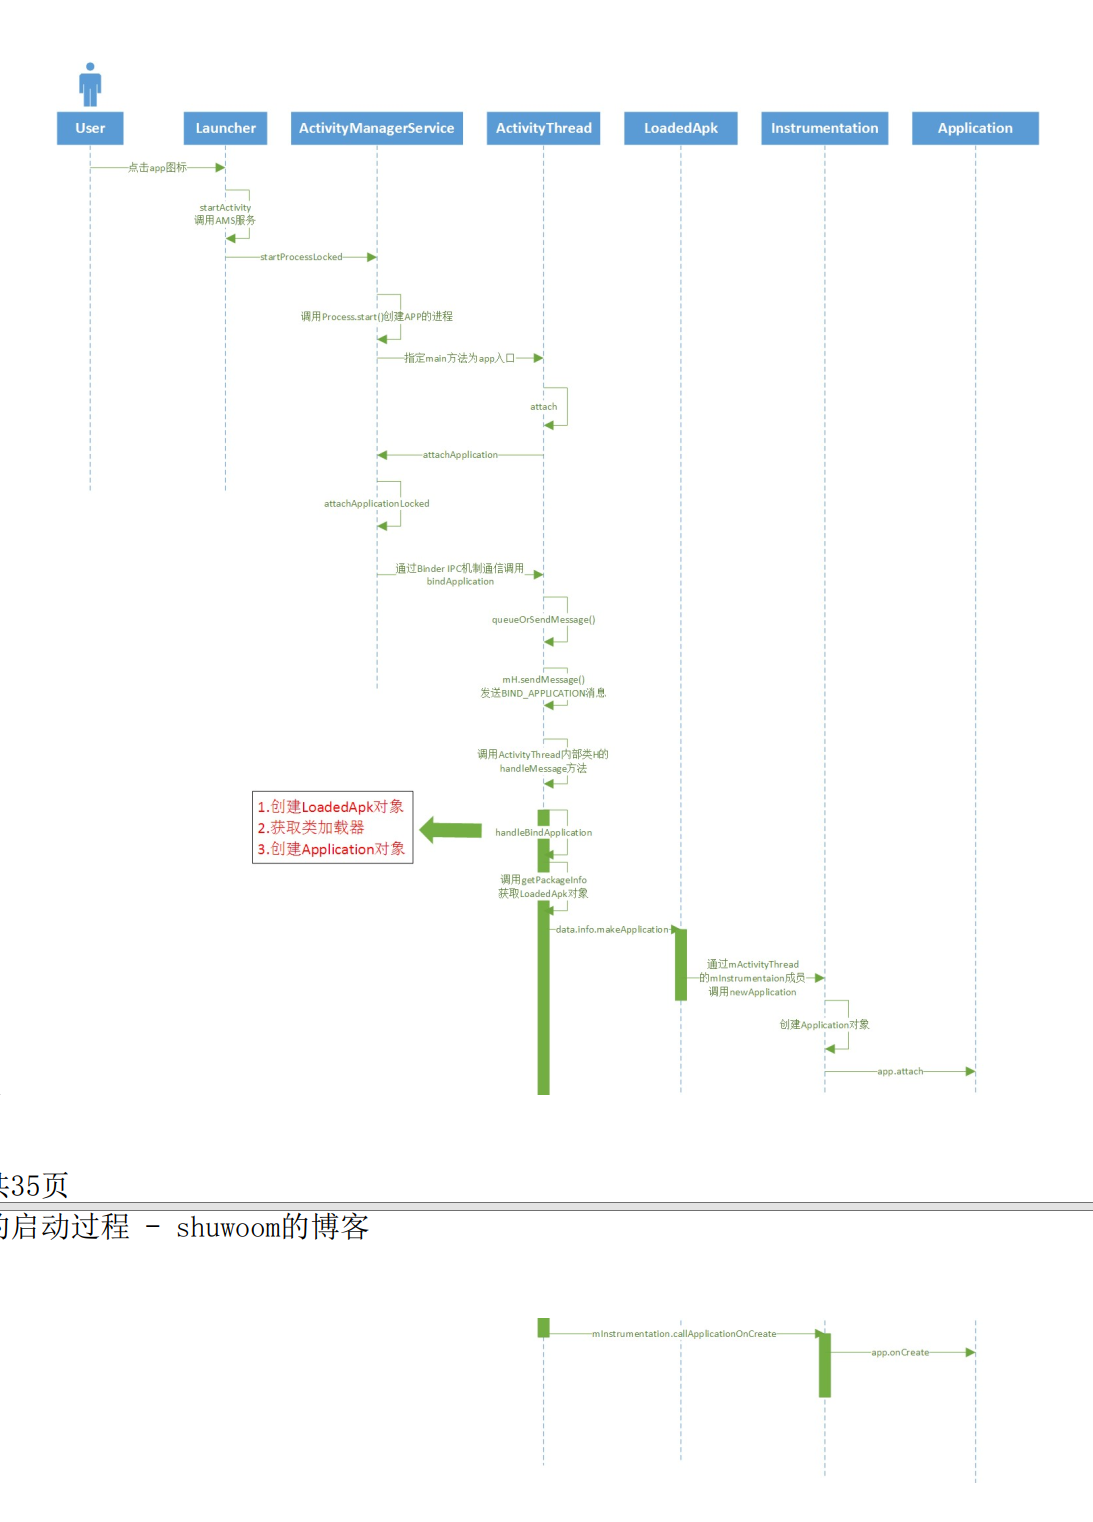 User
Launcher
ActivityManagerService
ActivityThread
LoadedApk
Instrumentation
Application
点击app图标
startActivity
调用AMS服务
startProcessLocked
调用Process.start()创建APP的进程
指定main方法为app入口
attach
attachApplication
attachApplicationLocked
通过Binder IPC机制通信调用
bindApplication
queueOrSendMessage()
mH.sendMessage()
发送BIND_APPLICATION消息
调用ActivityThread内部类H的
handleMessage方法
1.创建LoadedApk对象
2.获取类加载器
3.创建Application对象
handleBindApplication
调用getPackageInfo
获取LoadedApk对象
data.info.makeApplication
通过mActivityThread
的mInstrumentaion成员
调用newApplication
创建Application对象
app.attach
共35页
的启动过程 - shuwoom的博客
mInstrumentation.callApplicationOnCreate
app.onCreate